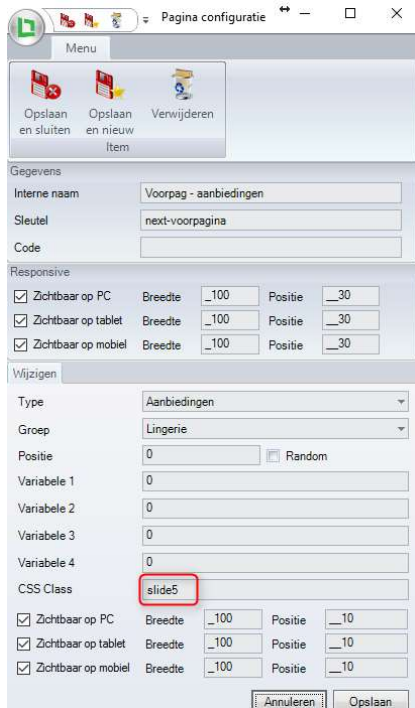 Pagina configuratie
Menu
Opslaan en sluiten
Opslaan en nieuw
Verwijderen
Item
Gegevens
Interne naam Voorpag - aanbiedingen
Sleutel next-voorpagina
Code
Responsive
Zichtbaar op PC Breedte _100 Positie __30
Zichtbaar op tablet Breedte _100 Positie __30
Zichtbaar op mobiel Breedte _100 Positie __30
Wijzigen
Type Aanbiedingen
Groep Lingerie
Positie 0 Random
Variabele 1 0
Variabele 2 0
Variabele 3 0
Variabele 4 0
CSS Class slide5
Zichtbaar op PC Breedte _100 Positie __10
Zichtbaar op tablet Breedte _100 Positie __10
Zichtbaar op mobiel Breedte _100 Positie __10
Annuleren Opslaan